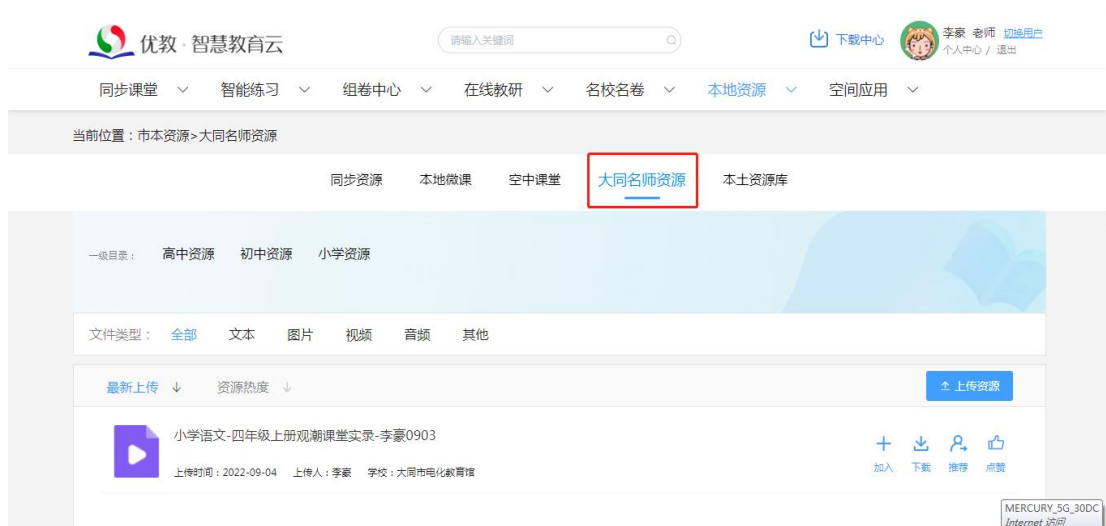 优教·智慧教育云 请输入关键词 下载中心 李豪 老师 切换用户
个人中心 / 退出
同步课堂 智能练习 组卷中心 在线教研 名校名卷 本地资源 空间应用
当前位置：市本资源>大同名师资源
同步资源 本地微课 空中课堂 大同名师资源 本土资源库
一级目录： 高中资源 初中资源 小学资源
文件类型： 全部 文本 图片 视频 音频 其他
最新上传 ↓ 资源热度 ↓ 上传资源
小学语文-四年级上册观潮课堂实录-李豪0903
上传时间：2022-09-04 上传人：李豪 学校：大同市电化教育馆
加入 下载 推荐 点赞
MERCURY_5G_30DC
Internet 访问